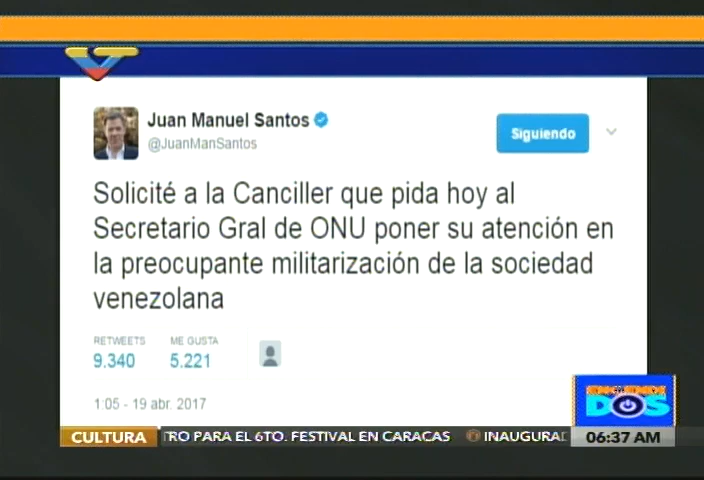 Juan Manuel Santos
@JuanManSantos
Siguiendo
Solicité a la Canciller que pida hoy al
Secretario Gral de ONU poner su atención en
la preocupante militarización de la sociedad
venezolana
RETWEETS ME GUSTA
9.340 5.221
1:05 - 19 abr. 2017
DOS
CULTURA TRO PARA EL 6TO. FESTIVAL EN CARACAS INAUGURA 06:37 AM